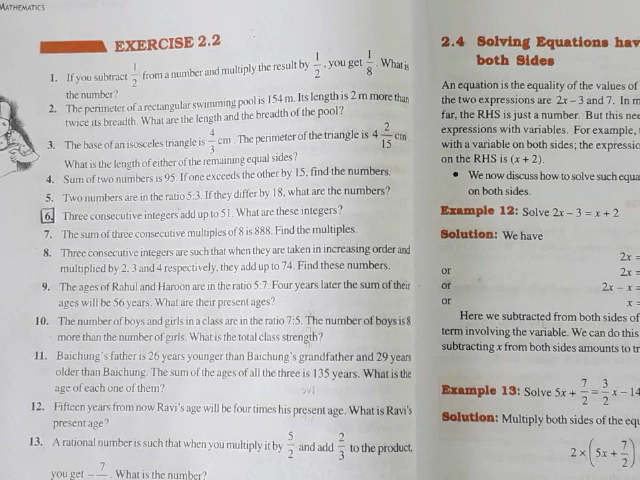 MATHEMATICS
EXERCISE 2.2
1. If you subtract 1/2 from a number and multiply the result by 1/2, you get 1/8. What is
the number?
2. The perimeter of a rectangular swimming pool is 154 m. Its length is 2 m more than
twice its breadth. What are the length and the breadth of the pool?
3. The base of an isosceles triangle is 4/3 cm. The perimeter of the triangle is 4 2/15 cm.
What is the length of either of the remaining equal sides?
4. Sum of two numbers is 95. If one exceeds the other by 15, find the numbers.
5. Two numbers are in the ratio 5:3. If they differ by 18, what are the numbers?
6. Three consecutive integers add up to 51. What are these integers?
7. The sum of three consecutive multiples of 8 is 888. Find the multiples.
8. Three consecutive integers are such that when they are taken in increasing order and
multiplied by 2, 3 and 4 respectively, they add up to 74. Find these numbers.
9. The ages of Rahul and Haroon are in the ratio 5:7. Four years later the sum of their
ages will be 56 years. What are their present ages?
10. The number of boys and girls in a class are in the ratio 7:5. The number of boys is 8
more than the number of girls. What is the total class strength?
11. Baichung's father is 26 years younger than Baichung's grandfather and 29 years
older than Baichung. The sum of the ages of all the three is 135 years. What is the
age of each one of them?
12. Fifteen years from now Ravi's age will be four times his present age. What is Ravi's
present age?
13. A rational number is such that when you multiply it by 5/2 and add 2/3 to the product,
you get -7. What is the number?
2.4 Solving Equations hav
both Sides
An equation is the equality of the values of
the two expressions are 2x – 3 and 7. In m
far, the RHS is just a number. But this nee
expressions with variables. For example,
with a variable on both sides; the expressio
on the RHS is (x + 2).
• We now discuss how to solve such equa
on both sides.
Example 12: Solve 2x – 3 = x + 2
Solution: We have
2x =
or 2x =
or 2x – x =
or x =
Here we subtracted from both sides of
term involving the variable. We can do this
subtracting x from both sides amounts to tr
Example 13: Solve 5x + 7/2 = 3/2 x – 14
Solution: Multiply both sides of the equ
2 × (5x + 7/2)